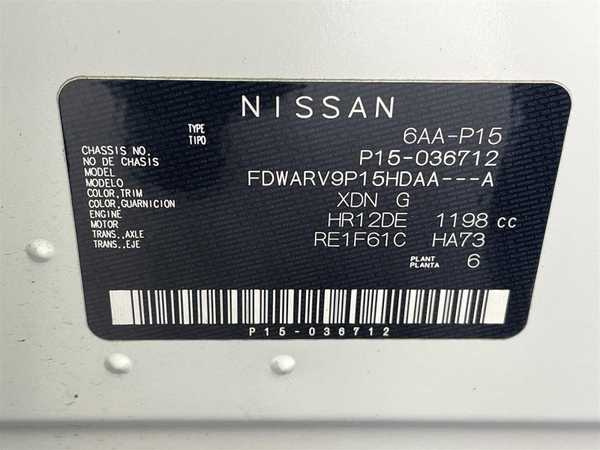 NISSAN
TYPE
TIPO 6AA-P15
CHASSIS NO. P15-036712
NO DE CHASIS
MODEL FDWARV9P15HDAA---A
MODELO
COLOR,TRIM XDN G
COLOR,GUARNICION
ENGINE HR12DE 1198 cc
MOTOR
TRANS.,AXLE RE1F61C HA73
TRANS.,EJE
PLANT
PLANTA 6
P15-036712